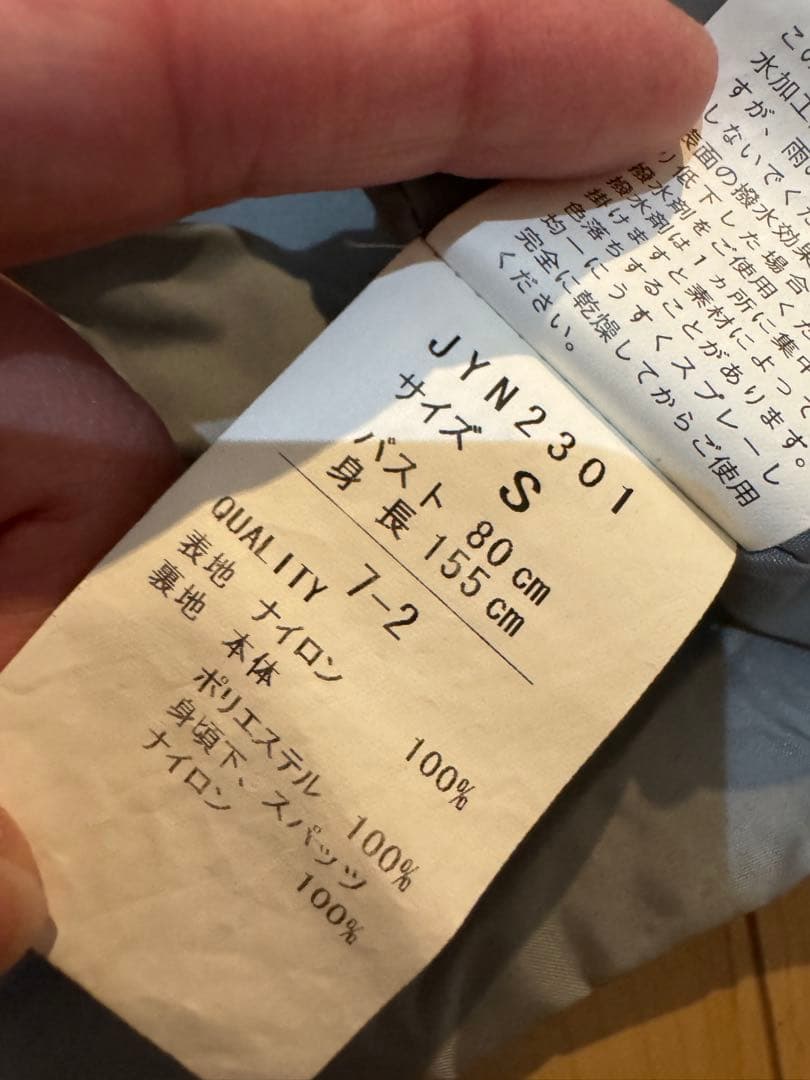 JYN2301
サイズ S
バスト 80cm
身長 155cm
QUALITY 7-2
表地 ナイロン 100%
裏地 本体
ポリエステル 100%
身頃下、スパッツ
ナイロン 100%
この
水加工
すが、雨
しないでくだ
面の撥水効果
り低下した場合
撥水剤をご使用くだ
撥水剤は1ヵ所に集中
掛けますと素材によって
色落ちすることがあります。
均一にうすくスプレーし
完全に乾燥してからご使用
ください。